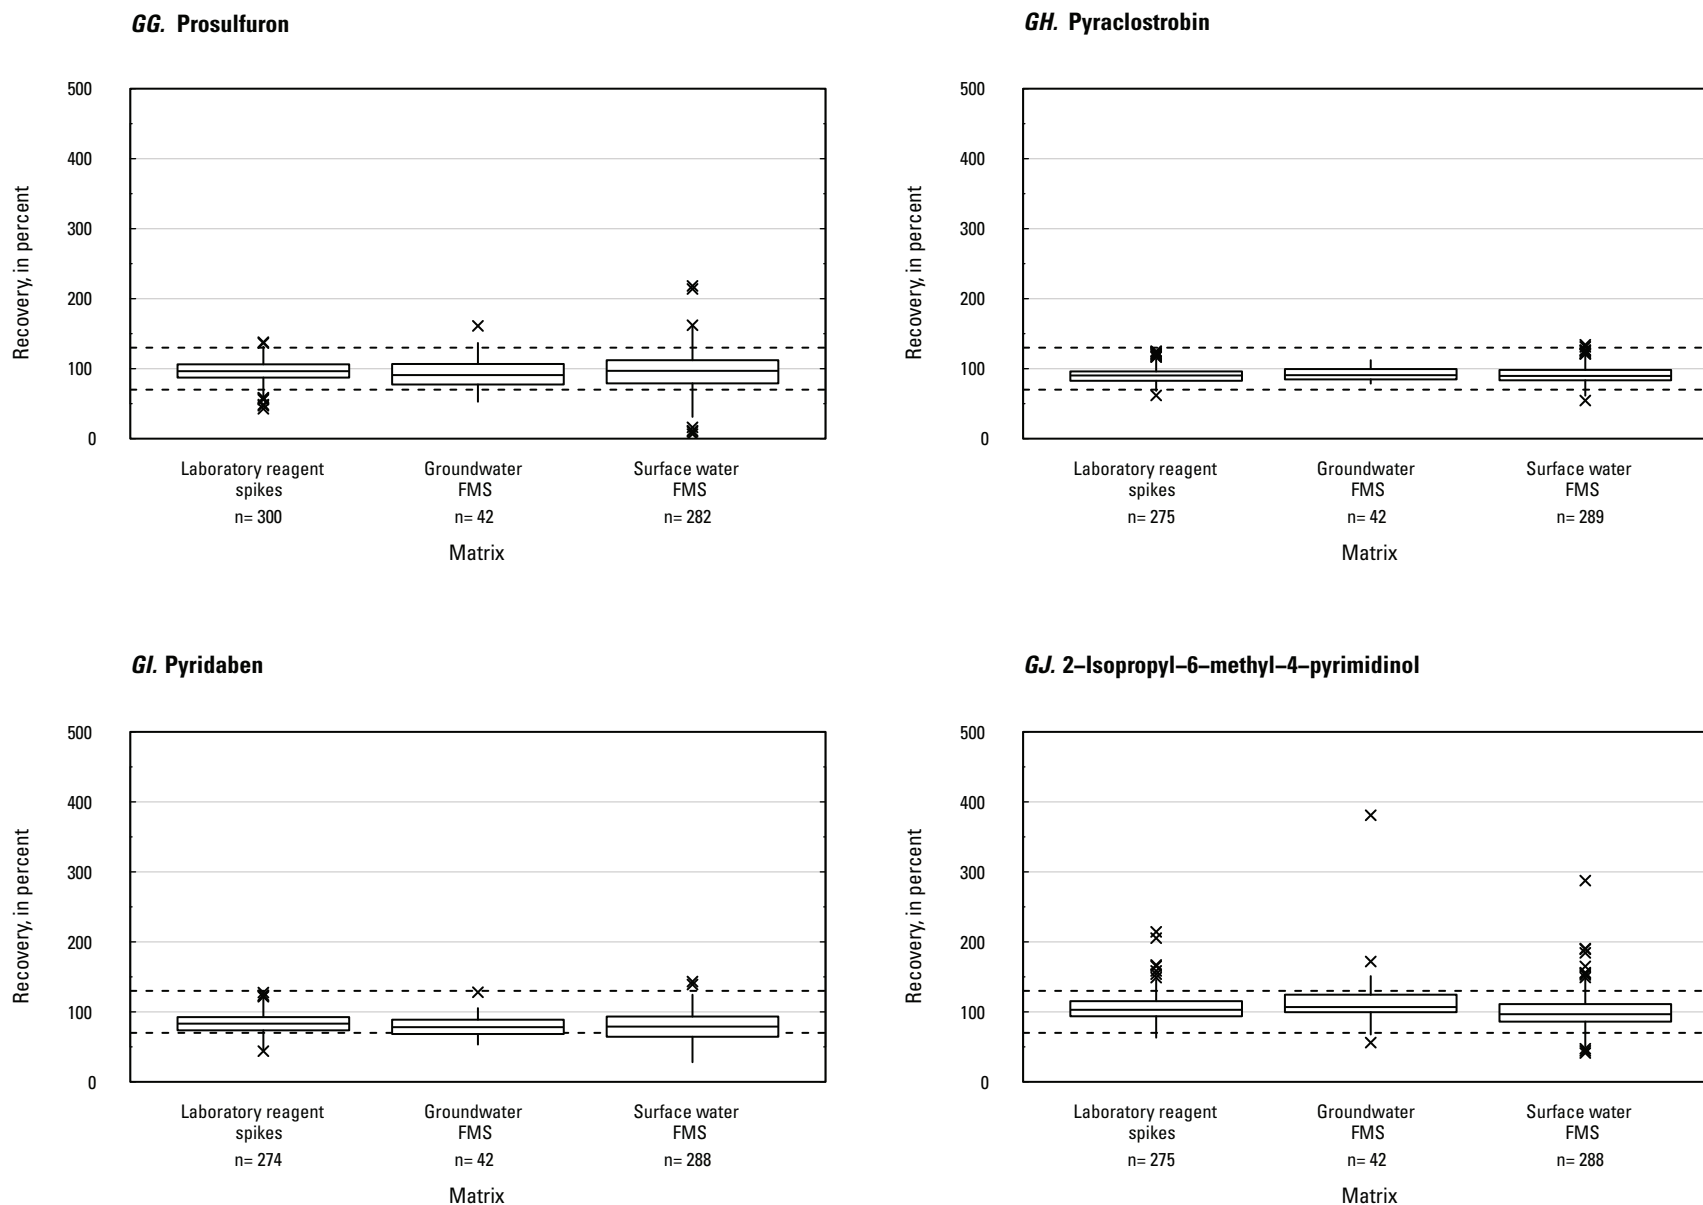 GG. Prosulfuron
500
400
300
200
100
0
Recovery, in percent
Laboratory reagent
spikes
n= 300
Groundwater
FMS
n= 42
Surface water
FMS
n= 282
Matrix
GH. Pyraclostrobin
500
400
300
200
100
0
Recovery, in percent
Laboratory reagent
spikes
n= 275
Groundwater
FMS
n= 42
Surface water
FMS
n= 289
Matrix
GI. Pyridaben
500
400
300
200
100
0
Recovery, in percent
Laboratory reagent
spikes
n= 274
Groundwater
FMS
n= 42
Surface water
FMS
n= 288
Matrix
GJ. 2–Isopropyl–6–methyl–4–pyrimidinol
500
400
300
200
100
0
Recovery, in percent
Laboratory reagent
spikes
n= 275
Groundwater
FMS
n= 42
Surface water
FMS
n= 288
Matrix